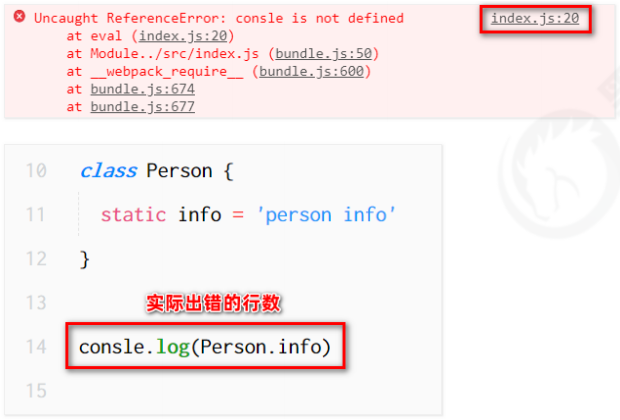 Uncaught ReferenceError: consle is not defined index.js:20
at eval (index.js:20)
at Module../src/index.js (bundle.js:50)
at __webpack_require__ (bundle.js:600)
at bundle.js:674
at bundle.js:677
10 class Person {
11 static info = 'person info'
12 }
13 实际出错的行数
14 consle.log(Person.info)
15